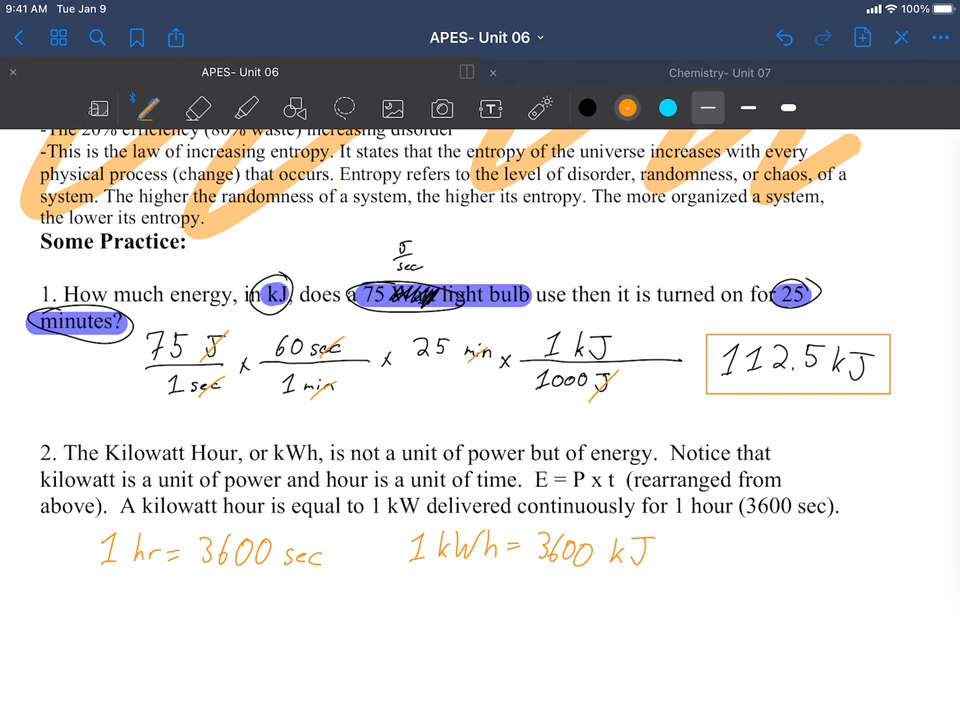 9:41 AM Tue Jan 9
100%
APES- Unit 06
APES- Unit 06
Chemistry- Unit 07
-The 20% efficiency (80% waste) increasing disorder
-This is the law of increasing entropy. It states that the entropy of the universe increases with every
physical process (change) that occurs. Entropy refers to the level of disorder, randomness, or chaos, of a
system. The higher the randomness of a system, the higher its entropy. The more organized a system,
the lower its entropy.
Some Practice:
J
sec
1. How much energy, in kJ, does a 75 light bulb use then it is turned on for 25
minutes?
75 J / 1 sec x 60 sec / 1 min x 25 min x 1 kJ / 1000 J
112.5 kJ
2. The Kilowatt Hour, or kWh, is not a unit of power but of energy. Notice that
kilowatt is a unit of power and hour is a unit of time. E = P x t (rearranged from
above). A kilowatt hour is equal to 1 kW delivered continuously for 1 hour (3600 sec).
1 hr = 3600 sec 1 kWh = 3600 kJ